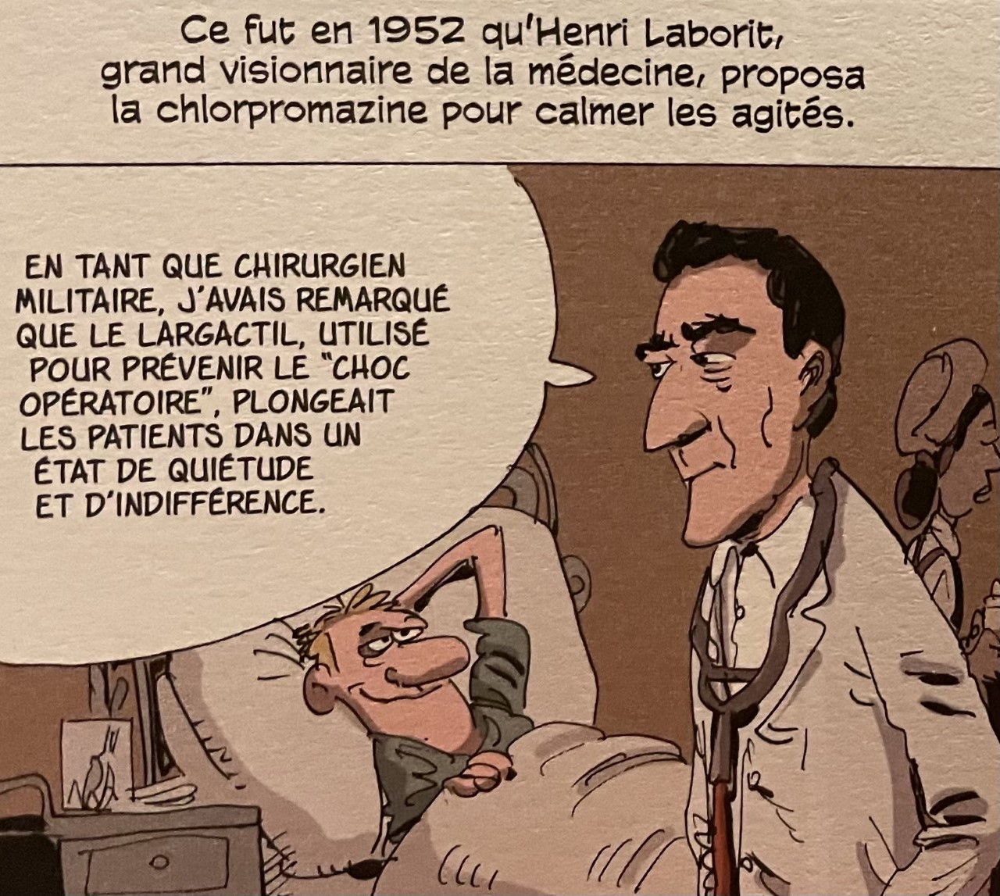 Ce fut en 1952 qu'Henri Laborit,
grand visionnaire de la médecine, proposa
la chlorpromazine pour calmer les agités.
EN TANT QUE CHIRURGIEN
MILITAIRE, J'AVAIS REMARQUÉ
QUE LE LARGACTIL, UTILISÉ
POUR PRÉVENIR LE "CHOC
OPÉRATOIRE", PLONGEAIT
LES PATIENTS DANS UN
ÉTAT DE QUIÉTUDE
ET D'INDIFFÉRENCE.